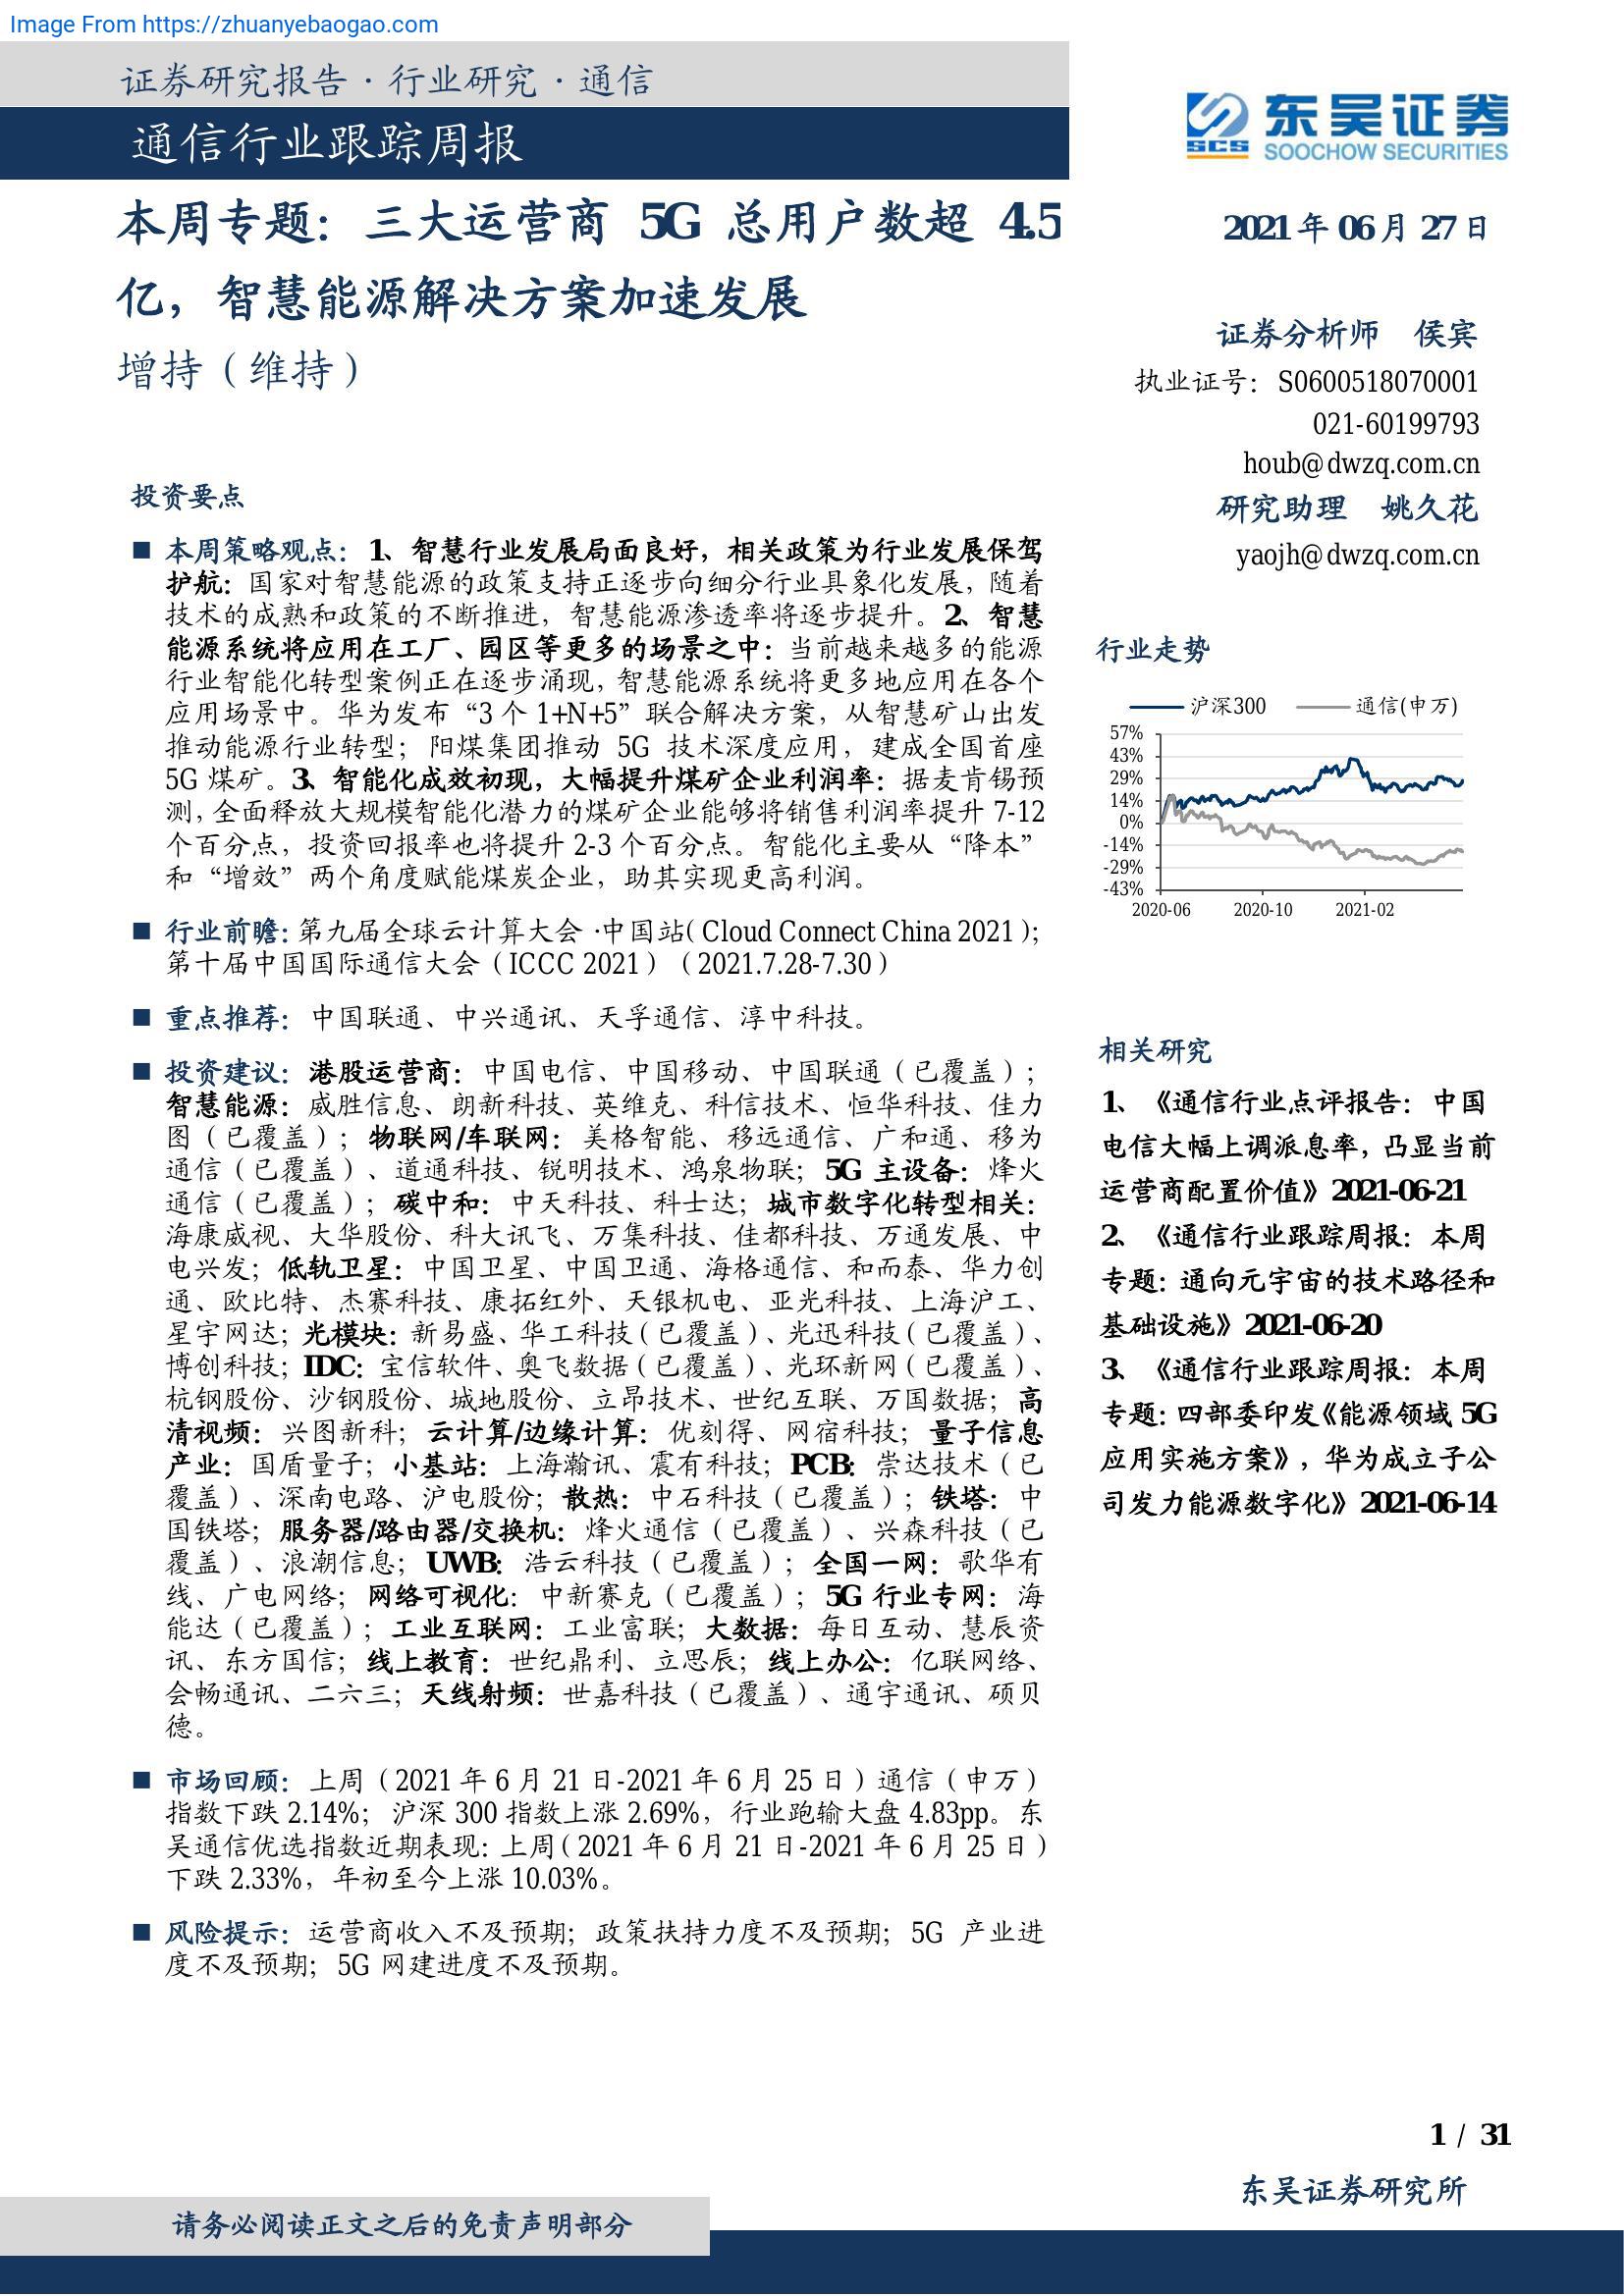 Image From https://zhuanyebaogao.com
证券研究报告·行业研究·通信
通信行业跟踪周报
东吴证券
SCS
SOOCHOW SECURITIES
本周专题：三大运营商 5G 总用户数超 4.5
亿，智慧能源解决方案加速发展
增持（维持）
2021年 06月 27日
证券分析师 侯宾
执业证号：S0600518070001
021-60199793
houb@dwzq.com.cn
研究助理 姚久花
yaojh@dwzq.com.cn
投资要点
■ 本周策略观点：1、智慧行业发展局面良好，相关政策为行业发展保驾
护航：国家对智慧能源的政策支持正逐步向细分行业具象化发展，随着
技术的成熟和政策的不断推进，智慧能源渗透率将逐步提升。2、智慧
能源系统将应用在工厂、园区等更多的场景之中：当前越来越多的能源
行业智能化转型案例正在逐步涌现，智慧能源系统将更多地应用在各个
应用场景中。华为发布“3 个 1+N+5”联合解决方案，从智慧矿山出发
推动能源行业转型；阳煤集团推动 5G 技术深度应用，建成全国首座
5G 煤矿。3、智能化成效初现，大幅提升煤矿企业利润率：据麦肯锡预
测，全面释放大规模智能化潜力的煤矿企业能够将销售利润率提升 7-12
个百分点，投资回报率也将提升 2-3 个百分点。智能化主要从“降本”
和“增效”两个角度赋能煤炭企业，助其实现更高利润。
■ 行业前瞻：第九届全球云计算大会·中国站（Cloud Connect China 2021）；
第十届中国国际通信大会（ICCC 2021）（2021.7.28-7.30）
■ 重点推荐：中国联通、中兴通讯、天孚通信、淳中科技。
■ 投资建议：港股运营商：中国电信、中国移动、中国联通（已覆盖）；
智慧能源：威胜信息、朗新科技、英维克、科信技术、恒华科技、佳力
图（已覆盖）；物联网/车联网：美格智能、移远通信、广和通、移为
通信（已覆盖）、道通科技、锐明技术、鸿泉物联；5G 主设备：烽火
通信（已覆盖）；碳中和：中天科技、科士达；城市数字化转型相关：
海康威视、大华股份、科大讯飞、万集科技、佳都科技、万通发展、中
电兴发；低轨卫星：中国卫星、中国卫通、海格通信、和而泰、华力创
通、欧比特、杰赛科技、康拓红外、天银机电、亚光科技、上海沪工、
星宇网达；光模块：新易盛、华工科技（已覆盖）、光迅科技（已覆盖）、
博创科技；IDC：宝信软件、奥飞数据（已覆盖）、光环新网（已覆盖）、
杭钢股份、沙钢股份、城地股份、立昂技术、世纪互联、万国数据；高
清视频：兴图新科；云计算/边缘计算：优刻得、网宿科技；量子信息
产业：国盾量子；小基站：上海瀚讯、震有科技；PCB：崇达技术（已
覆盖）、深南电路、沪电股份；散热：中石科技（已覆盖）；铁塔：中
国铁塔；服务器/路由器/交换机：烽火通信（已覆盖）、兴森科技（已
覆盖）、浪潮信息；UWB：浩云科技（已覆盖）；全国一网：歌华有
线、广电网络；网络可视化：中新赛克（已覆盖）；5G 行业专网：海
能达（已覆盖）；工业互联网：工业富联；大数据：每日互动、慧辰资
讯、东方国信；线上教育：世纪鼎利、立思辰；线上办公：亿联网络、
会畅通讯、二六三；天线射频：世嘉科技（已覆盖）、通宇通讯、硕贝
德。
■ 市场回顾：上周（2021 年 6 月 21 日-2021 年 6 月 25 日）通信（申万）
指数下跌 2.14%；沪深 300 指数上涨 2.69%，行业跑输大盘 4.83pp。东
吴通信优选指数近期表现：上周（2021 年 6 月 21 日-2021 年 6 月 25 日）
下跌 2.33%，年初至今上涨 10.03%。
■ 风险提示：运营商收入不及预期；政策扶持力度不及预期；5G 产业进
度不及预期；5G 网建进度不及预期。
行业走势
沪深300 通信(申万)
57%
43%
29%
14%
0%
-14%
-29%
-43%
2020-06 2020-10 2021-02
相关研究
1、《通信行业点评报告：中国
电信大幅上调派息率，凸显当前
运营商配置价值》2021-06-21
2、《通信行业跟踪周报：本周
专题：通向元宇宙的技术路径和
基础设施》2021-06-20
3、《通信行业跟踪周报：本周
专题：四部委印发《能源领域 5G
应用实施方案》，华为成立子公
司发力能源数字化》2021-06-14
1 / 31
东吴证券研究所
请务必阅读正文之后的免责声明部分